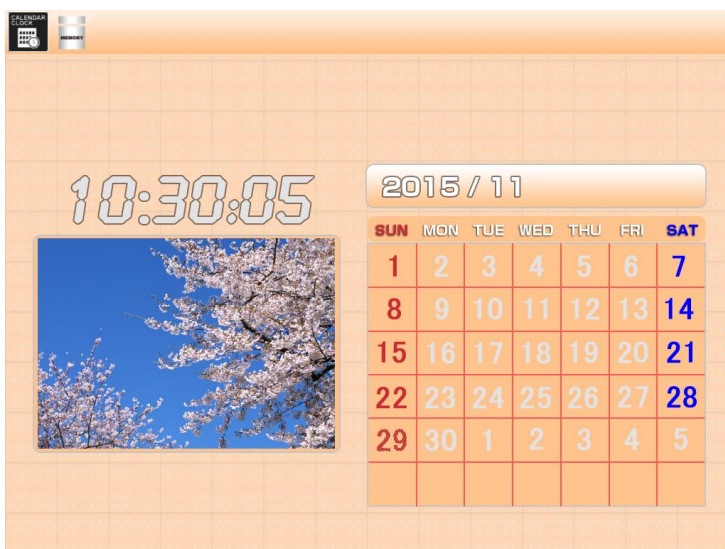 CALENDAR
CLOCK
MEMORY
10:30:05
2015 / 11
SUN MON TUE WED THU FRI SAT
1 2 3 4 5 6 7
8 9 10 11 12 13 14
15 16 17 18 19 20 21
22 23 24 25 26 27 28
29 30 1 2 3 4 5